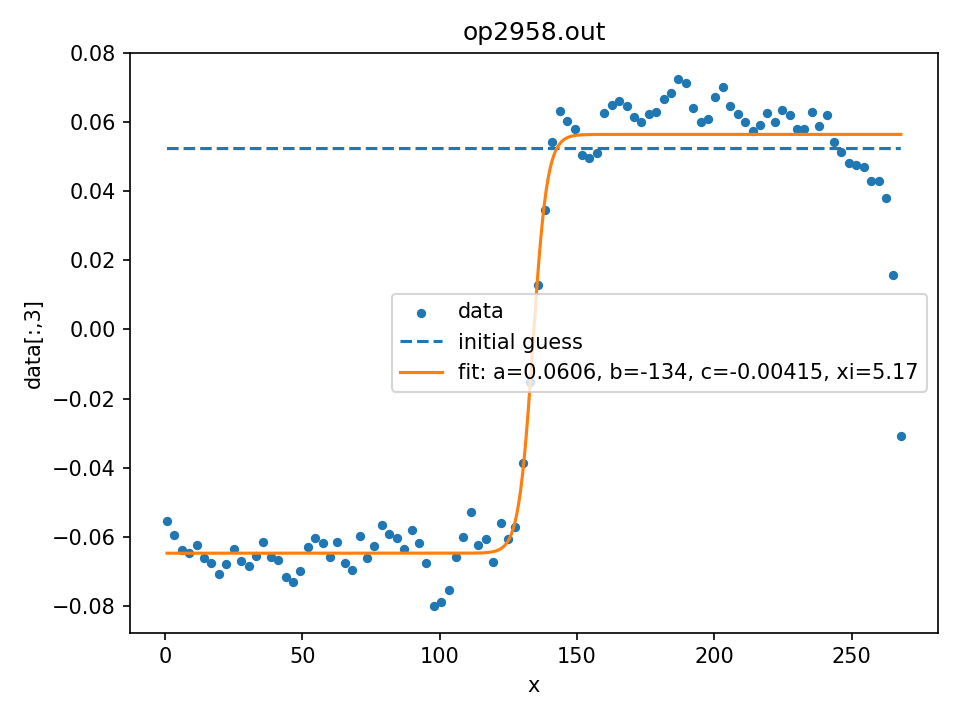 op2958.out
0.08
0.06
0.04
0.02
0.00
−0.02
−0.04
−0.06
−0.08
data[:,3]
data
initial guess
fit: a=0.0606, b=-134, c=-0.00415, xi=5.17
0 50 100 150 200 250
x